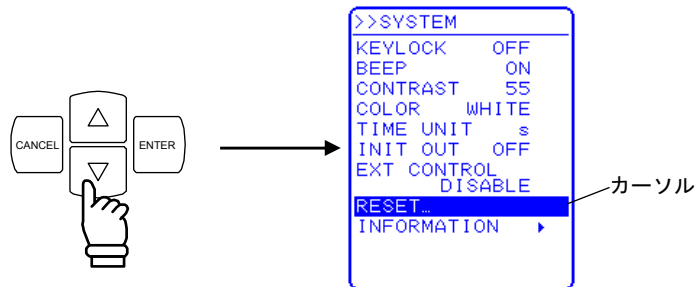 >>SYSTEM
KEYLOCK OFF
BEEP ON
CONTRAST 55
COLOR WHITE
TIME UNIT s
INIT OUT OFF
EXT CONTROL
DISABLE
RESET…
INFORMATION ▸
CANCEL
△
▽
ENTER
カーソル